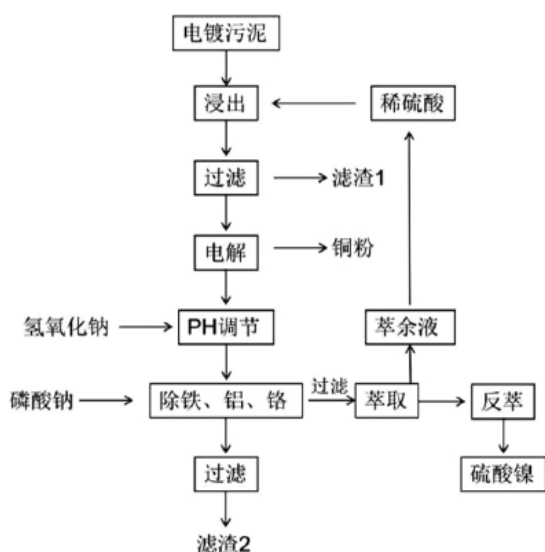 电镀污泥
浸出
稀硫酸
过滤
滤渣1
电解
铜粉
氢氧化钠
PH调节
萃余液
磷酸钠
除铁、铝、铬
过滤
萃取
反萃
过滤
硫酸镍
滤渣2